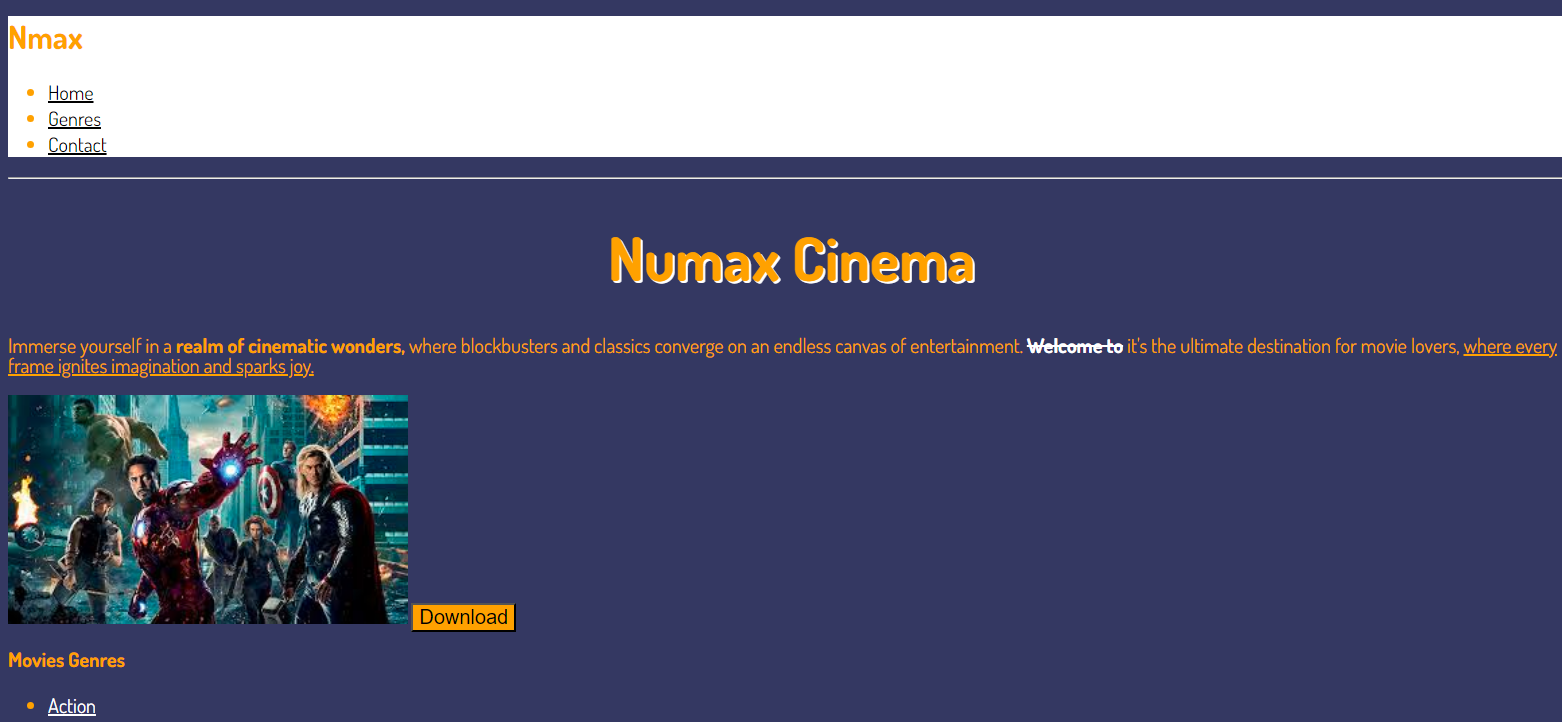 Nmax
Home
Genres
Contact
Numax Cinema
Immerse yourself in a realm of cinematic wonders, where blockbusters and classics converge on an endless canvas of entertainment. Welcome to it's the ultimate destination for movie lovers, where every
frame ignites imagination and sparks joy.
Download
Movies Genres
Action